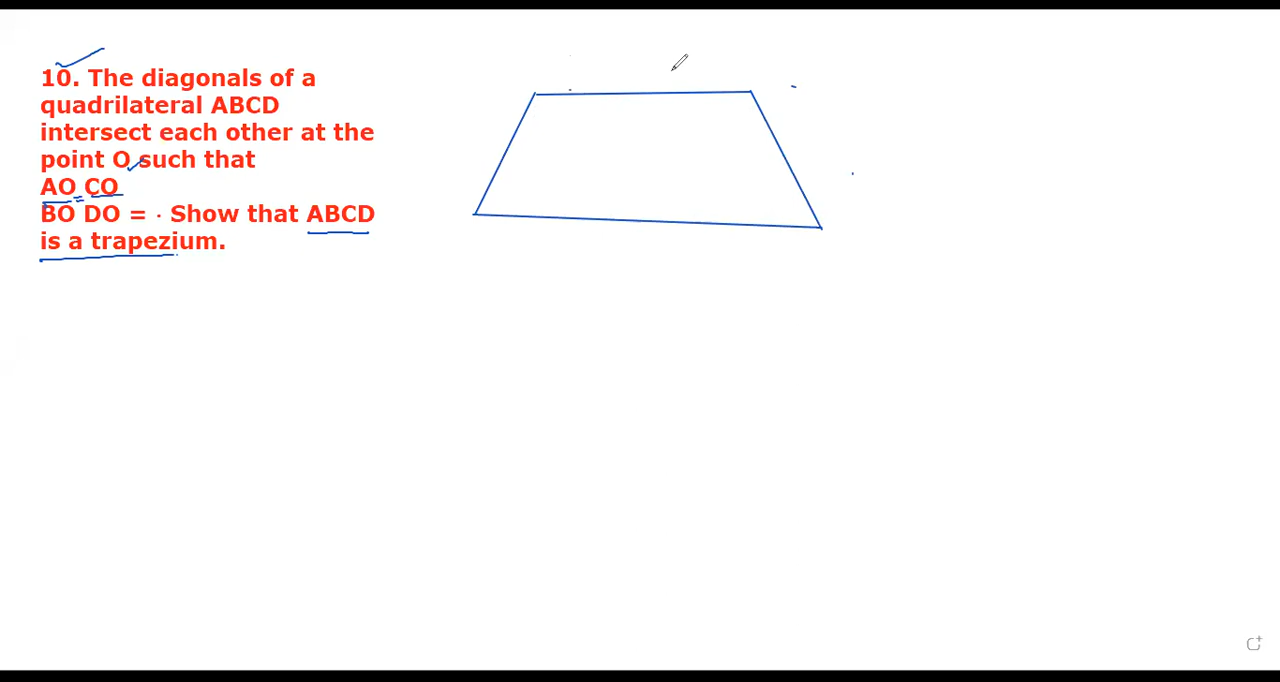 10. The diagonals of a
quadrilateral ABCD
intersect each other at the
point O such that
AO = CO
BO DO = · Show that ABCD
is a trapezium.